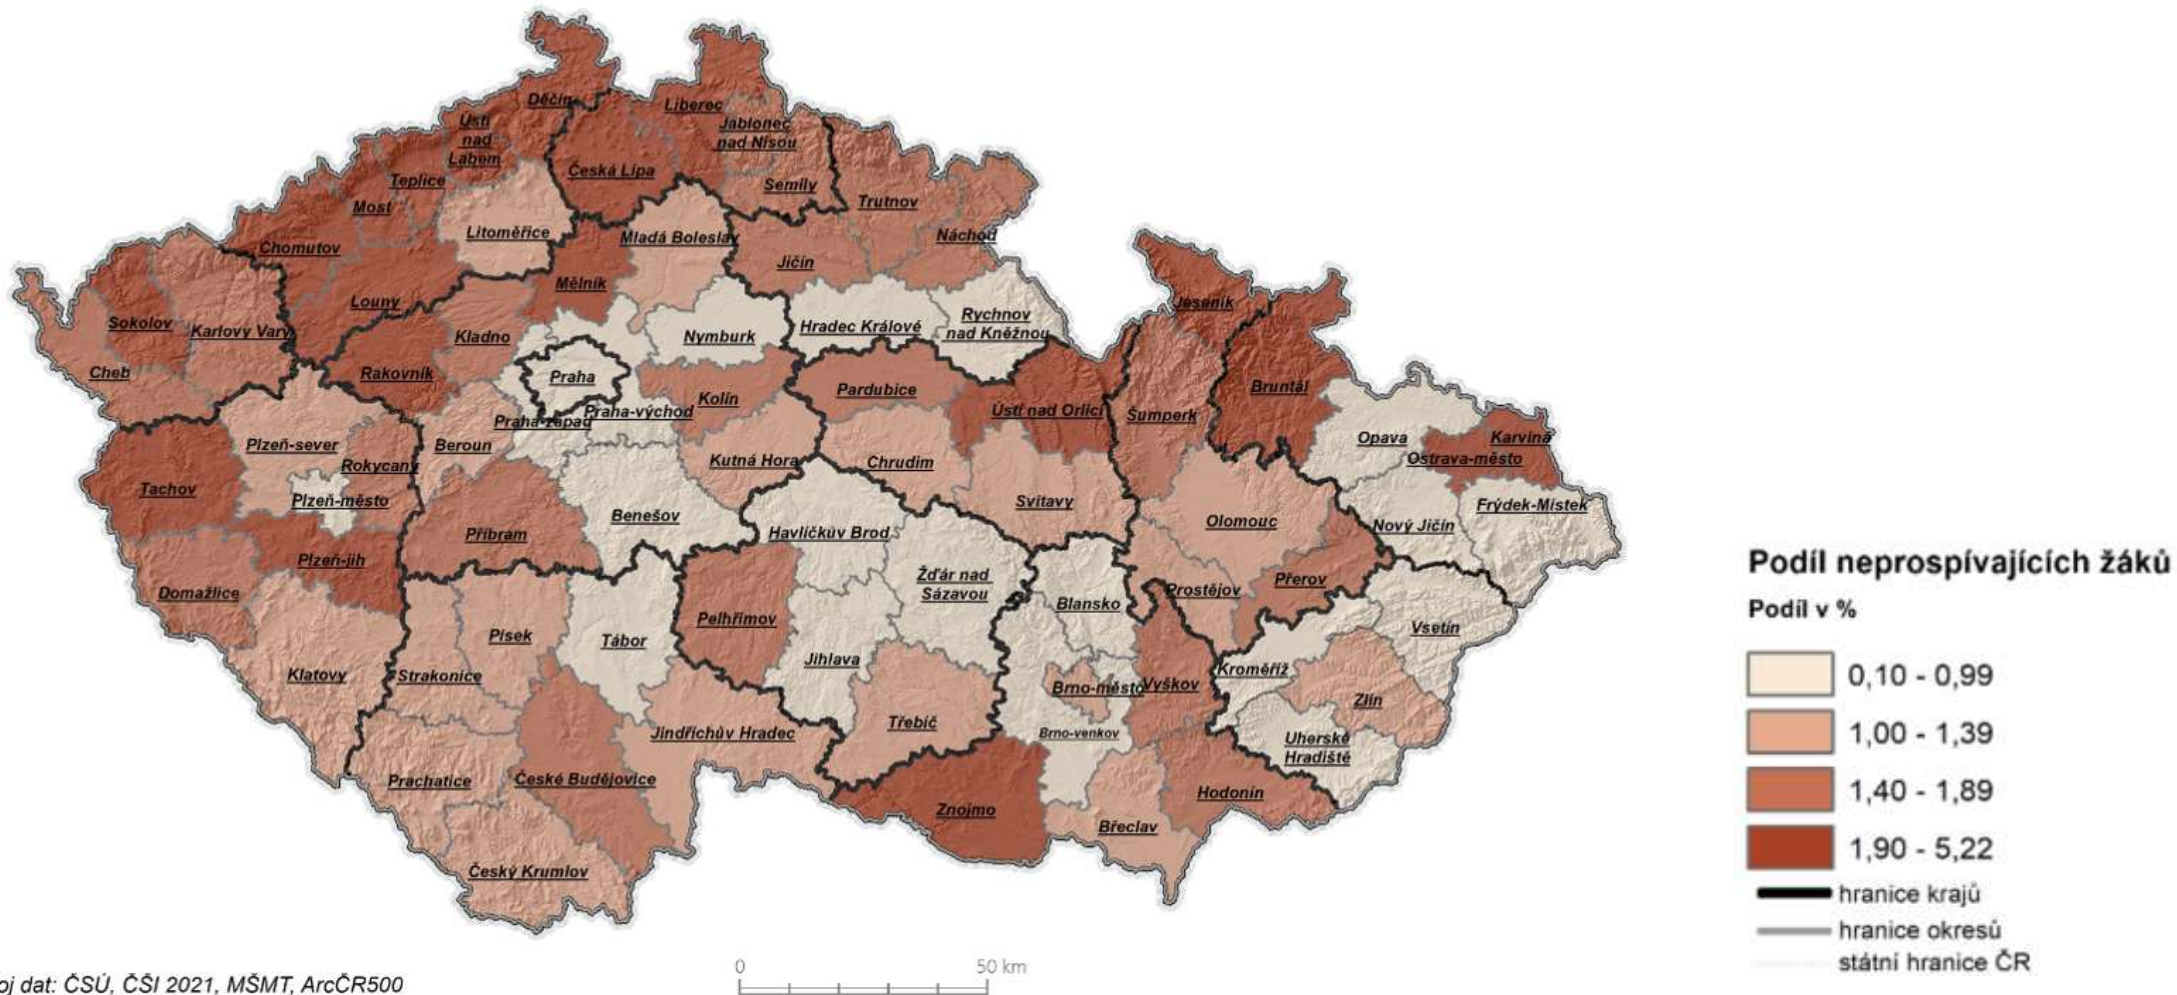 Děčín
Liberec
Ústí
nad
Labem
Jablonec
nad Nisou
Česká Lípa
Teplice
Semily
Most
Trutnov
Litoměřice
Mladá Boleslav
Náchod
Chomutov
Jičín
Mělník
Louny
Jeseník
Sokolov
Karlovy Vary
Kladno
Nymburk
Hradec Králové
Rychnov
nad Kněžnou
Cheb
Rakovník
Praha
Bruntál
Pardubice
Kolín
Praha-východ
Praha-západ
Ústí nad Orlicí
Šumperk
Plzeň-sever
Beroun
Opava
Karviná
Rokycany
Kutná Hora
Chrudim
Ostrava-město
Tachov
Plzeň-město
Svitavy
Frýdek-Místek
Benešov
Olomouc
Nový Jičín
Příbram
Havlíčkův Brod
Plzeň-jih
Žďár nad
Sázavou
Přerov
Domažlice
Prostějov
Blansko
Pelhřimov
Písek
Tábor
Vsetín
Jihlava
Klatovy
Strakonice
Kroměříž
Brno-město
Vyškov
Zlín
Třebíč
Jindřichův Hradec
Brno-venkov
Uherské
Hradiště
Prachatice
České Budějovice
Hodonín
Znojmo
Břeclav
Český Krumlov
Podíl neprospívajících žáků
Podíl v %
0,10 - 0,99
1,00 - 1,39
1,40 - 1,89
1,90 - 5,22
hranice krajů
hranice okresů
státní hranice ČR
0 50 km
oj dat: ČSÚ, ČŠI 2021, MŠMT, ArcČR500